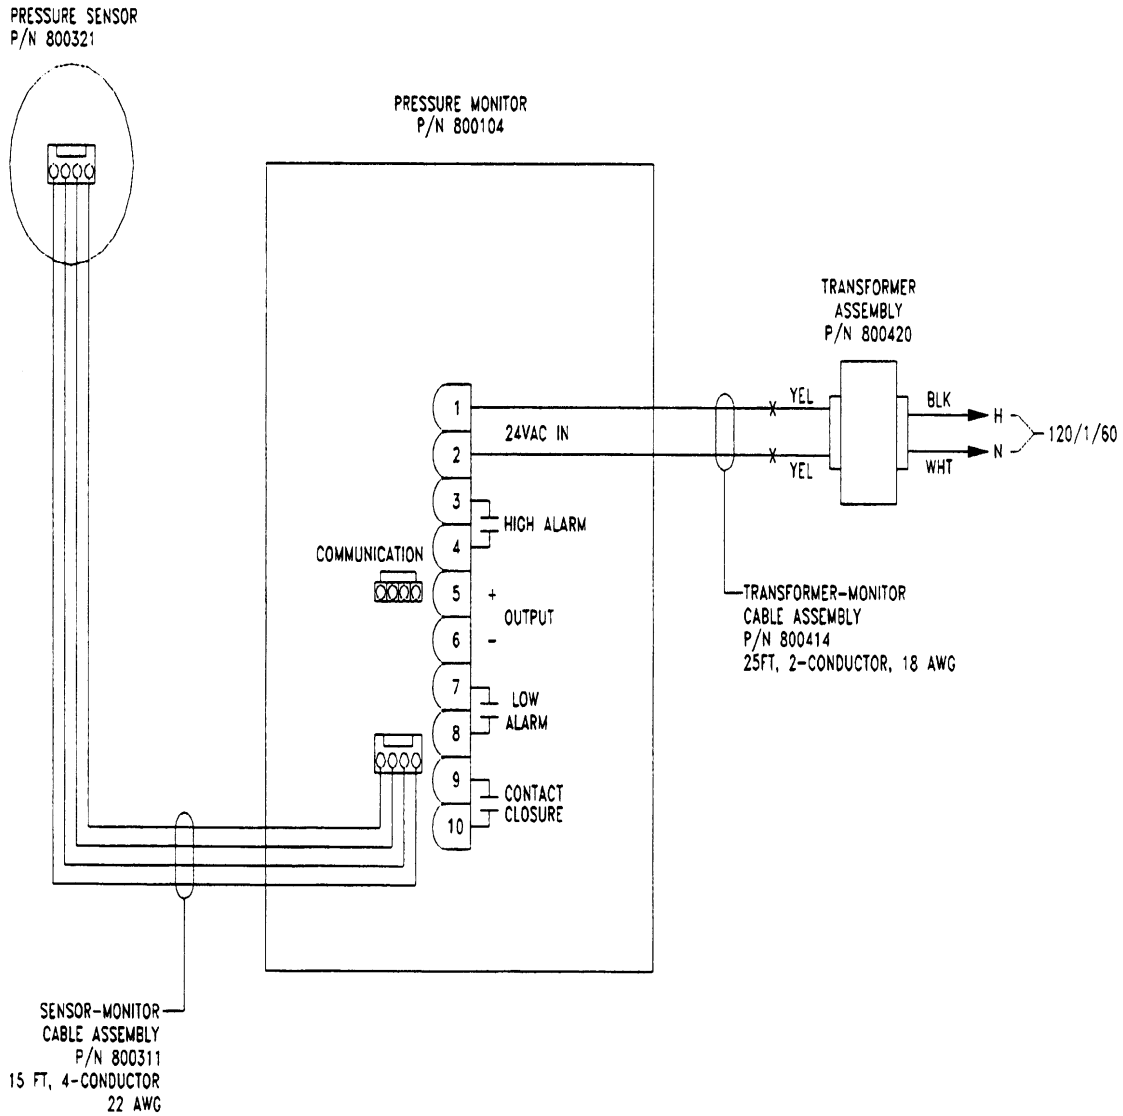 PRESSURE SENSOR
P/N 800321
PRESSURE MONITOR
P/N 800104
TRANSFORMER
ASSEMBLY
P/N 800420
1
2
3
4
5
6
7
8
9
10
24VAC IN
HIGH ALARM
COMMUNICATION
+
OUTPUT
-
LOW
ALARM
CONTACT
CLOSURE
YEL
YEL
BLK
WHT
H
N
120/1/60
TRANSFORMER-MONITOR
CABLE ASSEMBLY
P/N 800414
25FT, 2-CONDUCTOR, 18 AWG
SENSOR-MONITOR
CABLE ASSEMBLY
P/N 800311
15 FT, 4-CONDUCTOR
22 AWG